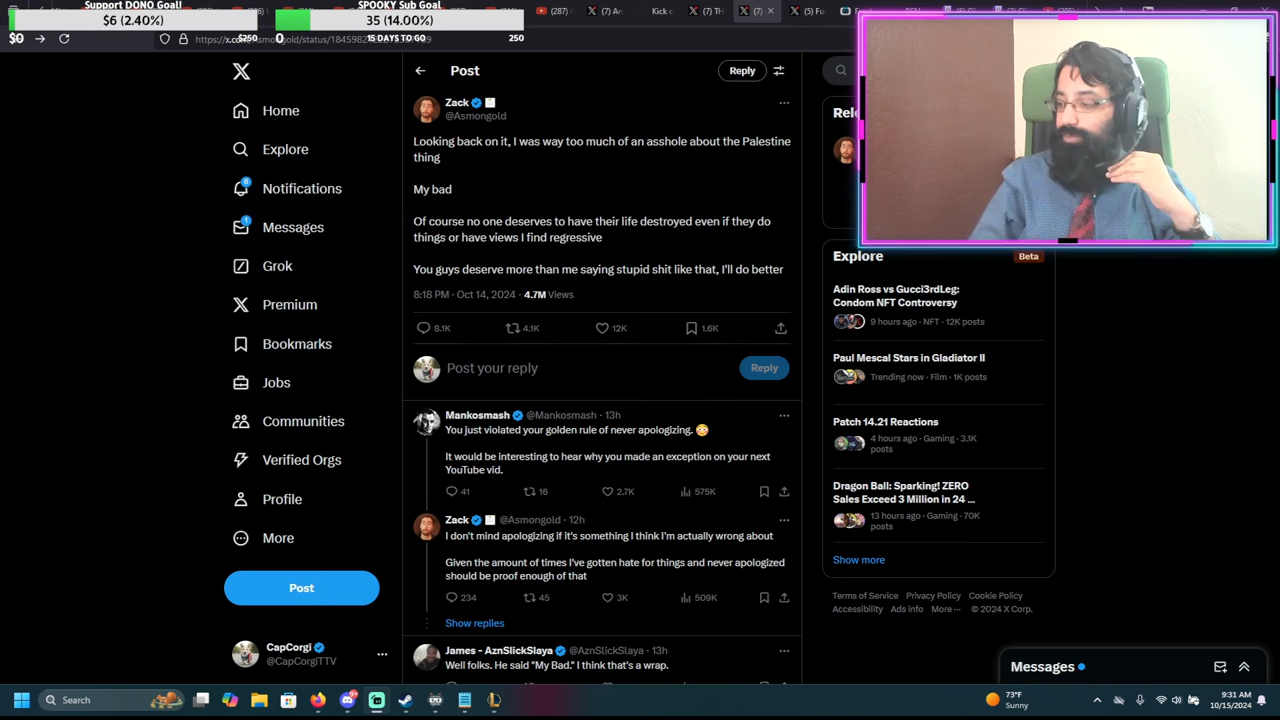 Support DONO Goal!
$6 (2.40%)
$0
$250
SPOOKY Sub Goal!
35 (14.00%)
0
15 DAYS TO GO
250
(287)
(7)
Kick
(7) TH
(7)
(5) Fu
https://x.com/
Home
Explore
Notifications
6
Messages
1
Grok
Premium
Bookmarks
Jobs
Communities
Verified Orgs
Profile
More
Post
CapCorgi
@CapCorgiTTV
Post
Reply
Zack
@Asmongold
Looking back on it, I was way too much of an asshole about the Palestine
thing
My bad
Of course no one deserves to have their life destroyed even if they do
things or have views I find regressive
You guys deserve more than me saying stupid shit like that, I'll do better
8:18 PM · Oct 14, 2024 · 4.7M Views
8.1K 4.1K 12K 1.6K
Post your reply
Reply
Mankosmash @Mankosmash · 13h
You just violated your golden rule of never apologizing. 😳
It would be interesting to hear why you made an exception on your next
YouTube vid.
41 16 2.7K 575K
Zack @Asmongold · 12h
I don't mind apologizing if it's something I think I'm actually wrong about
Given the amount of times I've gotten hate for things and never apologized
should be proof enough of that
234 45 3K 509K
Show replies
James - AznSlickSlaya @AznSlickSlaya · 13h
Well folks. He said "My Bad." I think that's a wrap.
Explore
Beta
Adin Ross vs Gucci3rdLeg:
Condom NFT Controversy
9 hours ago · NFT · 12K posts
Paul Mescal Stars in Gladiator II
Trending now · Film · 1K posts
Patch 14.21 Reactions
4 hours ago · Gaming · 3.1K
posts
Dragon Ball: Sparking! ZERO
Sales Exceed 3 Million in 24 ...
13 hours ago · Gaming · 70K
posts
Show more
Terms of Service Privacy Policy Cookie Policy
Accessibility Ads info More ··· © 2024 X Corp.
Messages
Search
73°F
Sunny
9:31 AM
10/15/2024